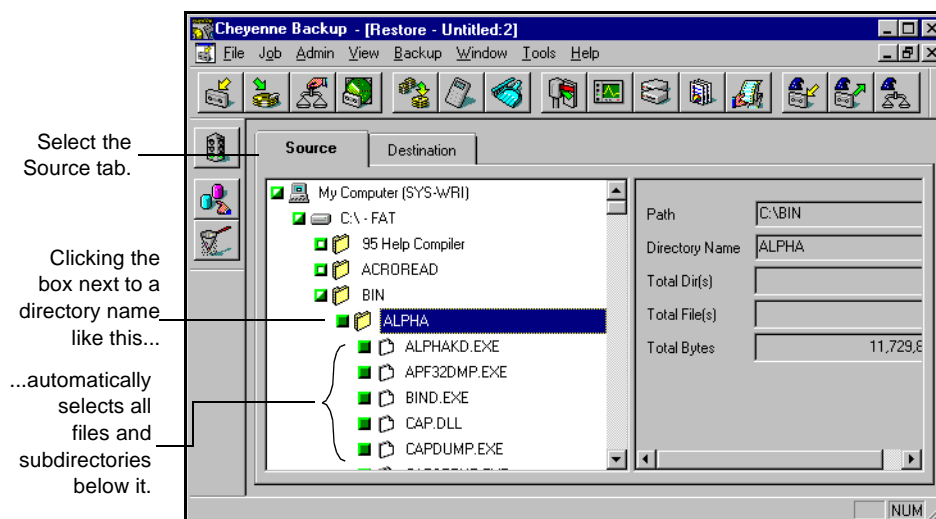 Cheyenne Backup - [Restore - Untitled:2]
File Job Admin View Backup Window Tools Help
Select the
Source tab.
Source Destination
My Computer (SYS-WRI)
C:\ - FAT
95 Help Compiler
ACROREAD
BIN
ALPHA
ALPHAKD.EXE
APF32DMP.EXE
BIND.EXE
CAP.DLL
CAPDUMP.EXE
Path C:\BIN
Directory Name ALPHA
Total Dir(s)
Total File(s)
Total Bytes 11,729,8
Clicking the
box next to a
directory name
like this...
...automatically
selects all
files and
subdirectories
below it.
NUM